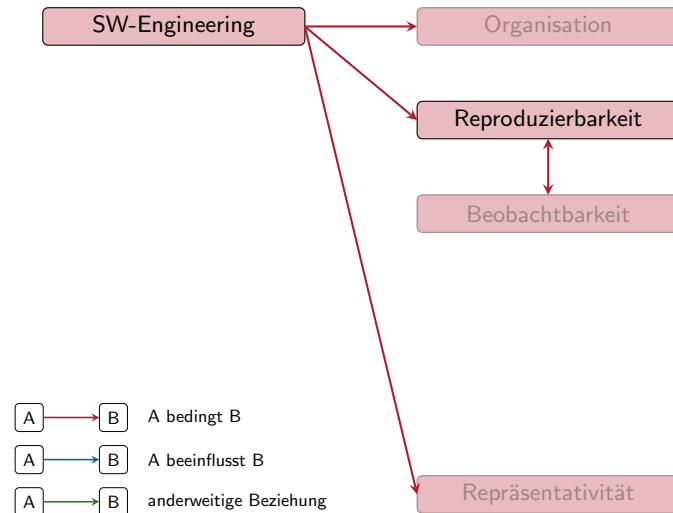 SW-Engineering
Organisation
Reproduzierbarkeit
Beobachtbarkeit
Repräsentativität
A B A bedingt B
A B A beeinflusst B
A B anderweitige Beziehung